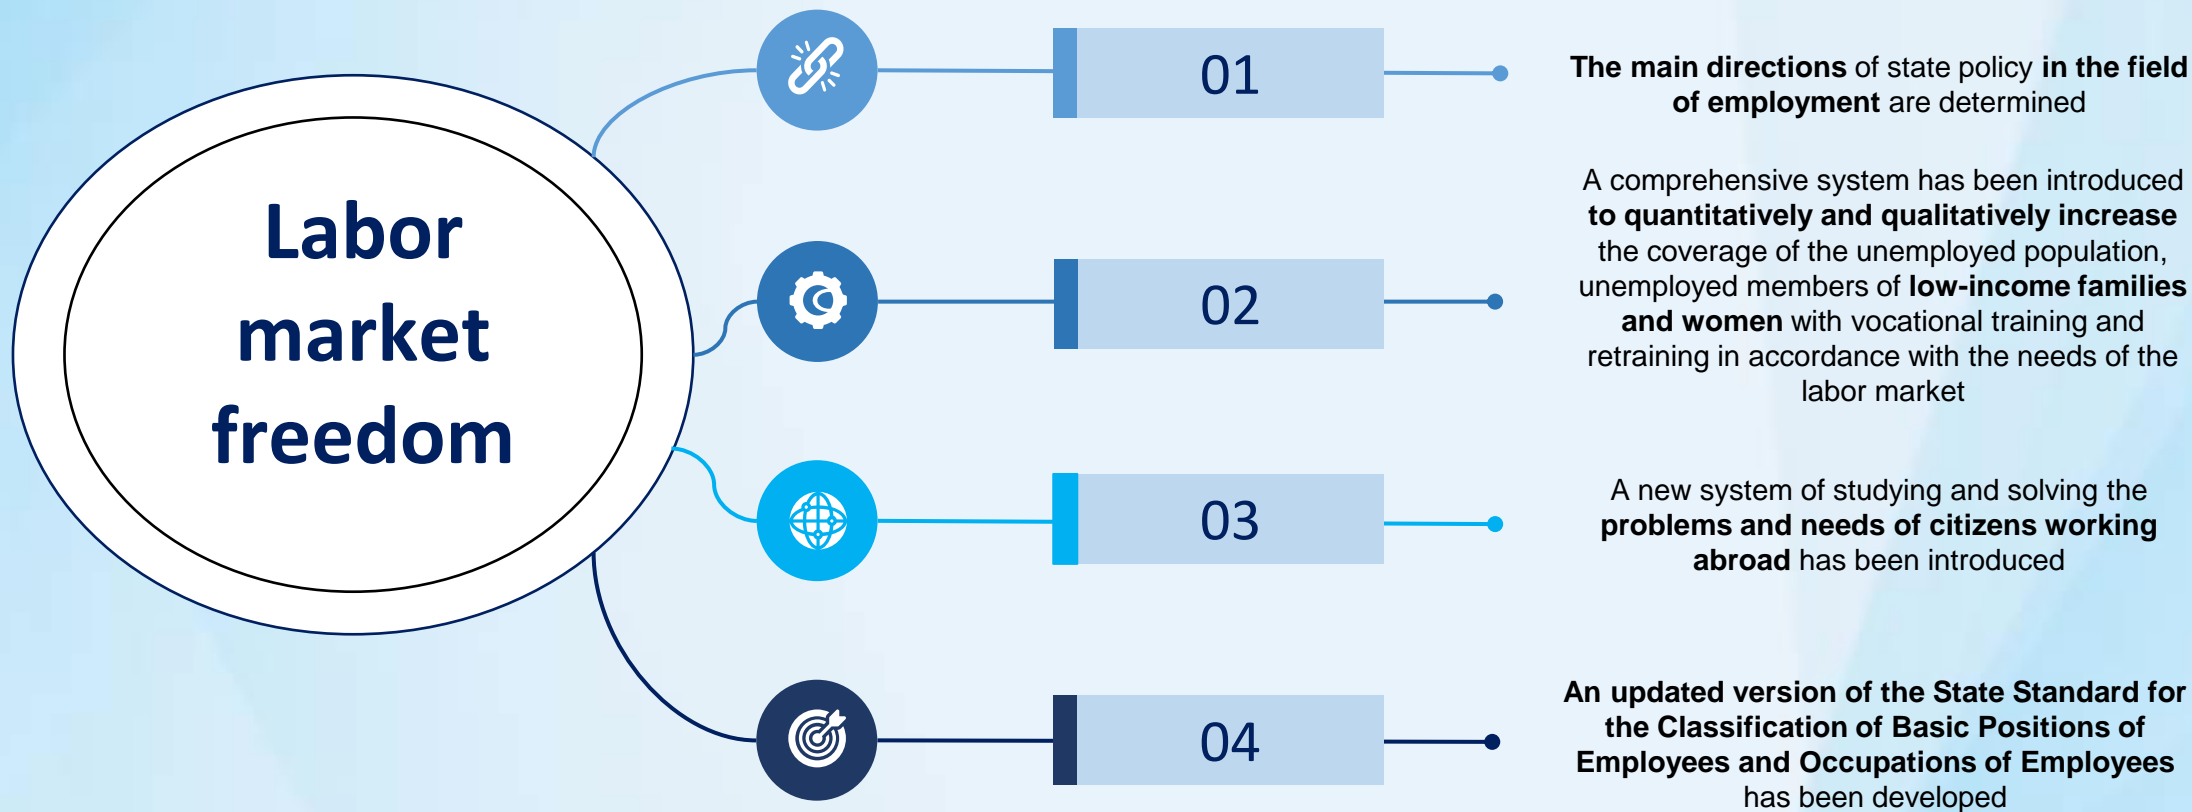 Labor
market
freedom
01
The main directions of state policy in the field
of employment are determined
02
A comprehensive system has been introduced
to quantitatively and qualitatively increase
the coverage of the unemployed population,
unemployed members of low-income families
and women with vocational training and
retraining in accordance with the needs of the
labor market
03
A new system of studying and solving the
problems and needs of citizens working
abroad has been introduced
04
An updated version of the State Standard for
the Classification of Basic Positions of
Employees and Occupations of Employees
has been developed